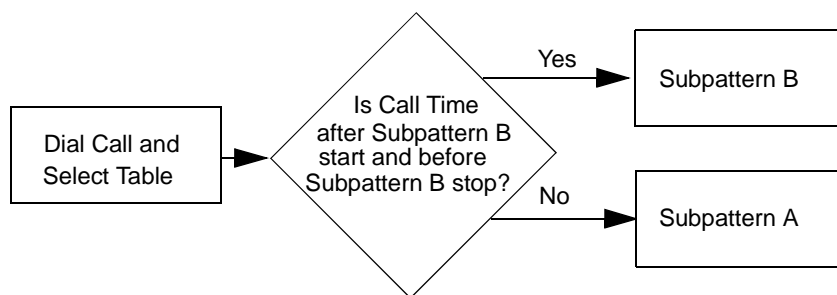 Dial Call and
Select Table
Is Call Time
after Subpattern B
start and before
Subpattern B stop?
Yes
Subpattern B
No
Subpattern A